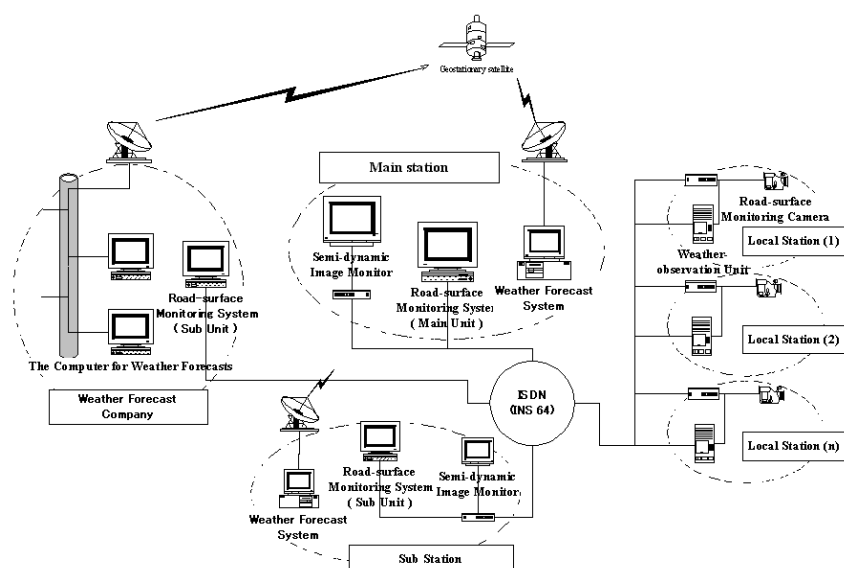 Geostationary satellite
Main station
Semi-dynamic
Image Monitor
Road-surface
Monitoring System
( Main Unit )
Weather Forecast
System
Road-surface
Monitoring System
( Sub Unit )
The Computer for Weather Forecasts
Weather Forecast
Company
Road-surface
Monitoring Camera
Local Station (1)
Weather-
observation Unit
Local Station (2)
Local Station (n)
ISDN
(INS 64)
Road-surface
Monitoring System
( Sub Unit )
Semi-dynamic
Image Monitor
Weather Forecast
System
Sub Station